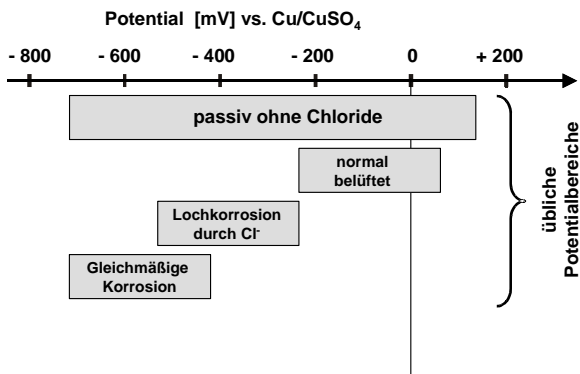 Potential [mV] vs. Cu/CuSO₄
- 800 - 600 - 400 - 200 0 + 200
passiv ohne Chloride
normal
belüftet
Lochkorrosion
durch Cl⁻
Gleichmäßige
Korrosion
übliche
Potentialbereiche